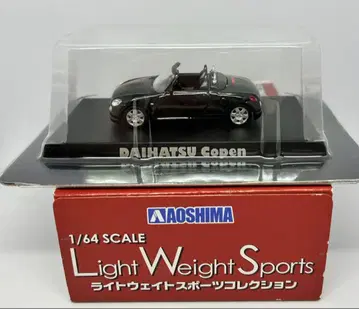 DAIHATSU Copen
AOSHIMA
1/64 SCALE
Light Weight Sports
ライトウェイトスポーツコレクション